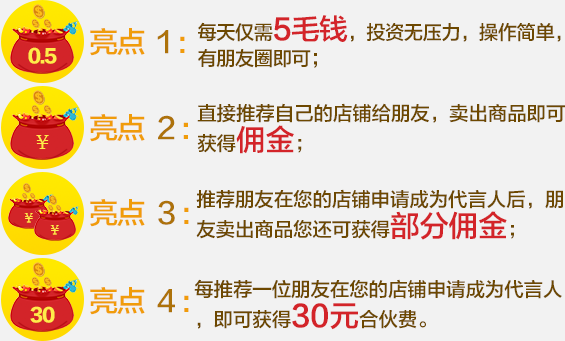 0.5
亮点 1：
每天仅需5毛钱，投资无压力，操作简单，
有朋友圈即可；
¥
亮点 2：
直接推荐自己的店铺给朋友，卖出商品即可
获得佣金；
¥ ¥
亮点 3：
推荐朋友在您的店铺申请成为代言人后，朋
友卖出商品您还可获得部分佣金；
30
亮点 4：
每推荐一位朋友在您的店铺申请成为代言人
，即可获得30元合伙费。